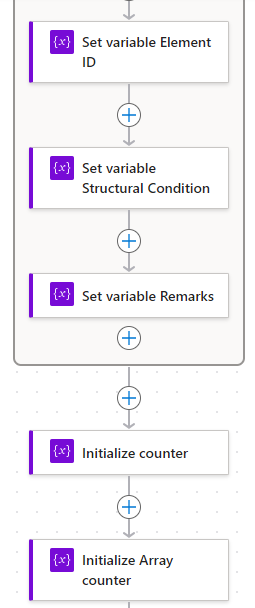 {x} Set variable Element
ID
{x} Set variable
Structural Condition
{x} Set variable Remarks
{x} Initialize counter
{x} Initialize Array
counter